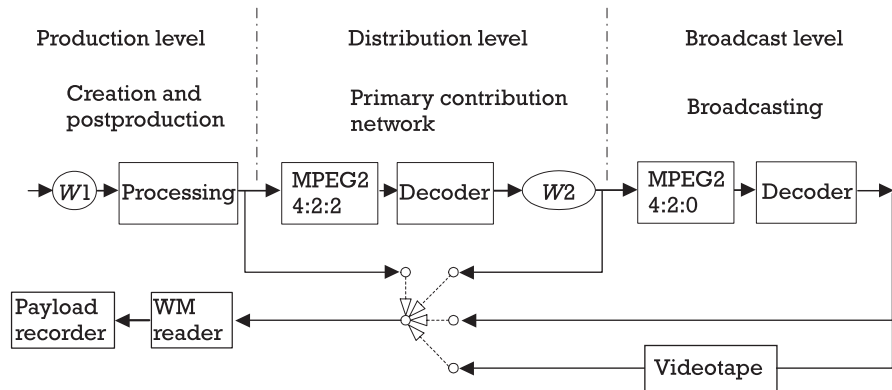 Production level
Distribution level
Broadcast level
Creation and
postproduction
Primary contribution
network
Broadcasting
W1
Processing
MPEG2
4:2:2
Decoder
W2
MPEG2
4:2:0
Decoder
Payload
recorder
WM
reader
Videotape